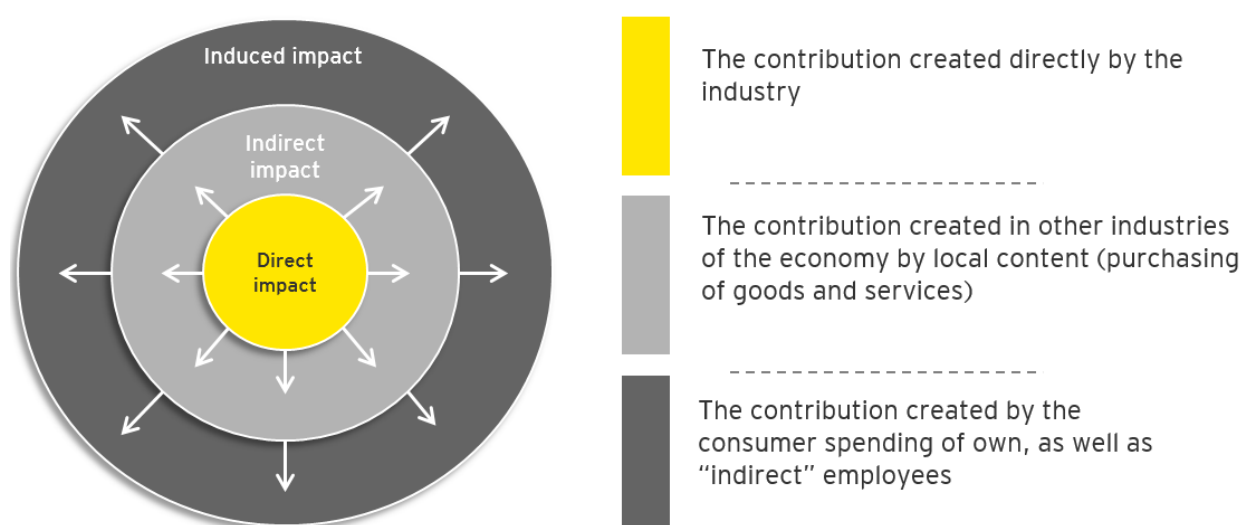 Induced impact
Indirect
impact
Direct
impact
The contribution created directly by the
industry
The contribution created in other industries
of the economy by local content (purchasing
of goods and services)
The contribution created by the
consumer spending of own, as well as
“indirect” employees